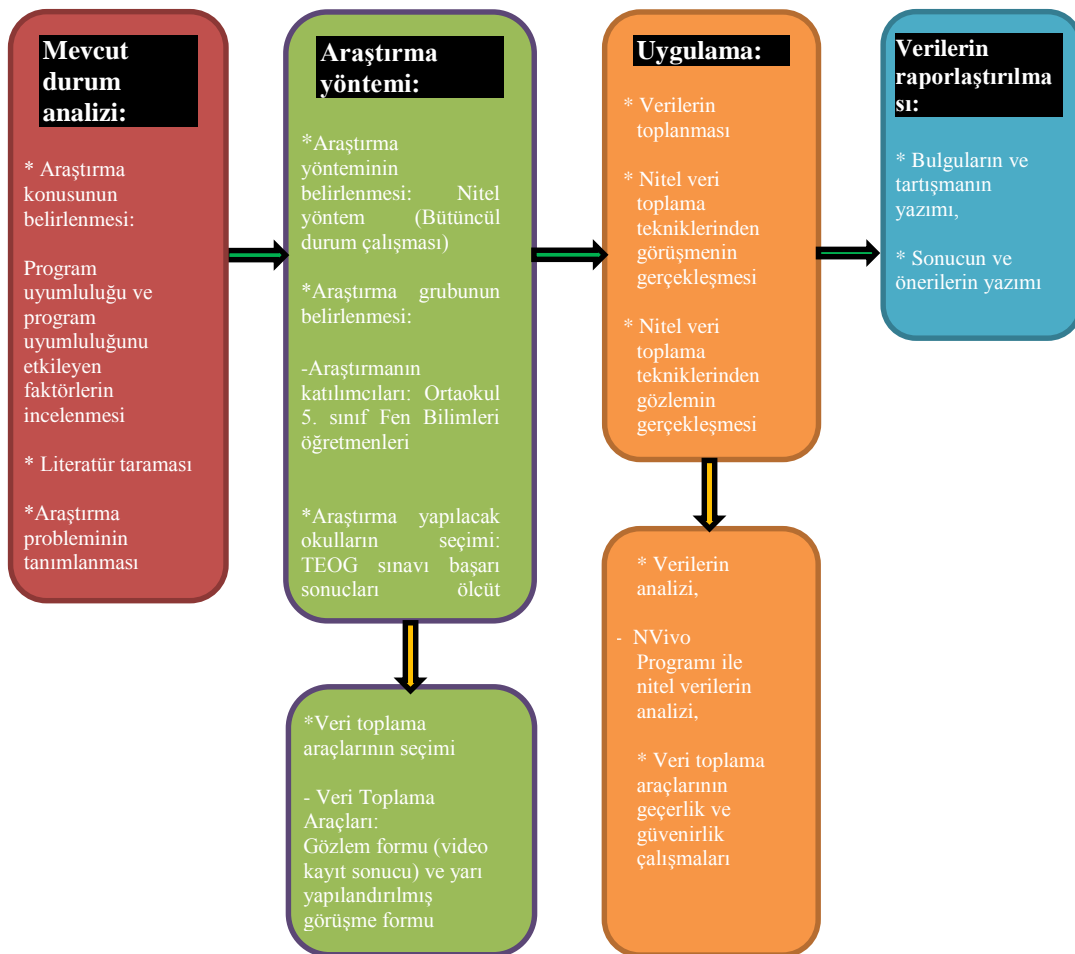 Mevcut
durum
analizi:
* Araştırma
konusunun
belirlenmesi:
Program
uyumluluğu ve
program
uyumluluğunu
etkileyen
faktörlerin
incelenmesi
* Literatür taraması
*Araştırma
probleminin
tanımlanması
Araştırma
yöntemi:
*Araştırma
yönteminin
belirlenmesi: Nitel
yöntem (Bütüncül
durum çalışması)
*Araştırma grubunun
belirlenmesi:
-Araştırmanın
katılımcıları: Ortaokul
5. sınıf Fen Bilimleri
öğretmenleri
*Araştırma yapılacak
okulların seçimi:
TEOG sınavı başarı
sonuçları ölçüt
*Veri toplama
araçlarının seçimi
- Veri Toplama
Araçları:
Gözlem formu (video
kayıt sonucu) ve yarı
yapılandırılmış
görüşme formu
Uygulama:
* Verilerin
toplanması
* Nitel veri
toplama
tekniklerinden
görüşmenin
gerçekleşmesi
* Nitel veri
toplama
tekniklerinden
gözlemin
gerçekleşmesi
* Verilerin
analizi,
- NVivo
Programı ile
nitel verilerin
analizi,
* Veri toplama
araçlarının
geçerlik ve
güvenirlik
çalışmaları
Verilerin
raporlaştırılma
sı:
* Bulguların ve
tartışmanın
yazımı,
* Sonucun ve
önerilerin yazımı